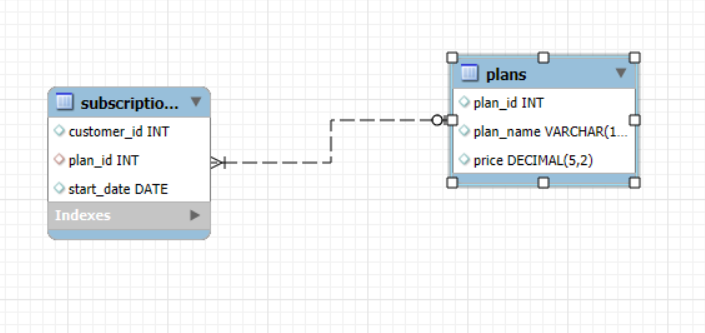 subscriptio...
customer_id INT
plan_id INT
start_date DATE
Indexes
plans
plan_id INT
plan_name VARCHAR(1...
price DECIMAL(5,2)